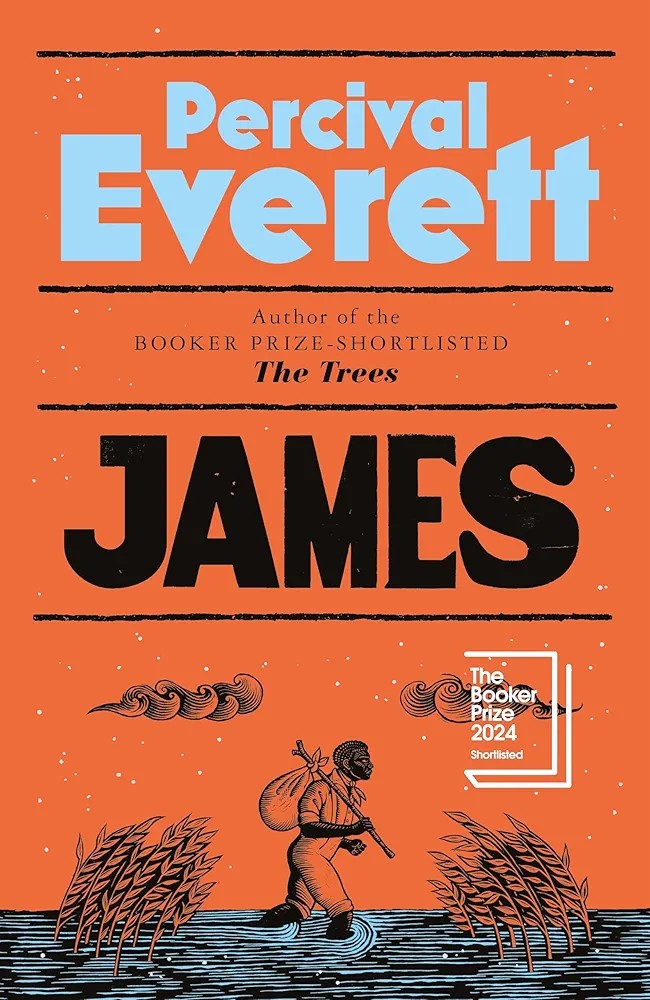 Percival
Everett
Author of the
BOOKER PRIZE-SHORTLISTED
The Trees
JAMES
The
Booker
Prize
2024
Shortlisted